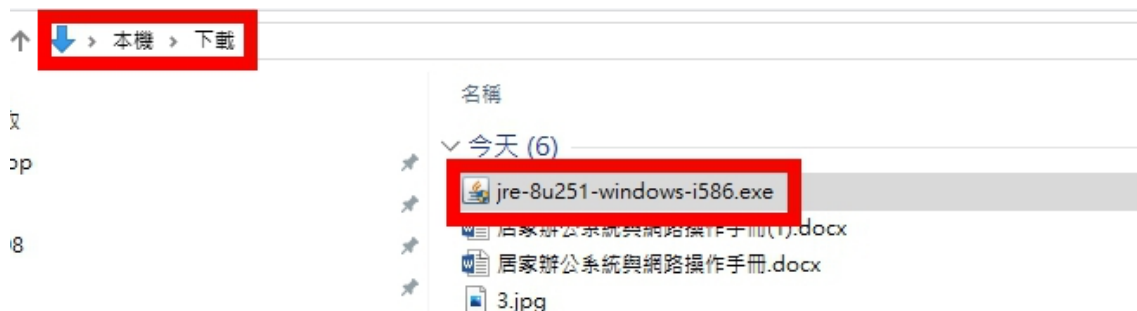 本機 > 下載
名稱
今天 (6)
jre-8u251-windows-i586.exe
居家辦公系統與網路操作手冊(1).docx
98
居家辦公系統與網路操作手冊.docx
3.jpg